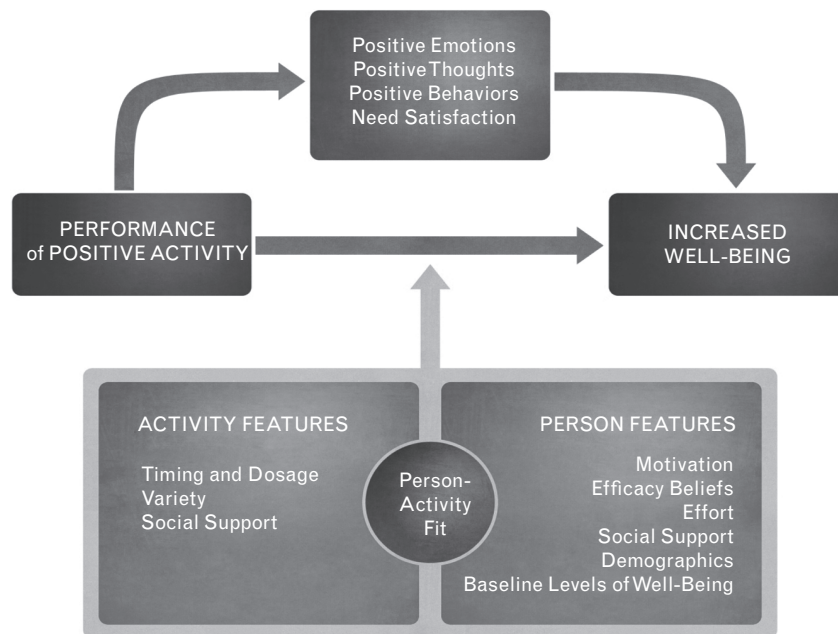 Positive Emotions
Positive Thoughts
Positive Behaviors
Need Satisfaction
PERFORMANCE
of POSITIVE ACTIVITY
INCREASED
WELL-BEING
ACTIVITY FEATURES
Timing and Dosage
Variety
Social Support
Person-
Activity
Fit
PERSON FEATURES
Motivation
Efficacy Beliefs
Effort
Social Support
Demographics
Baseline Levels of Well-Being